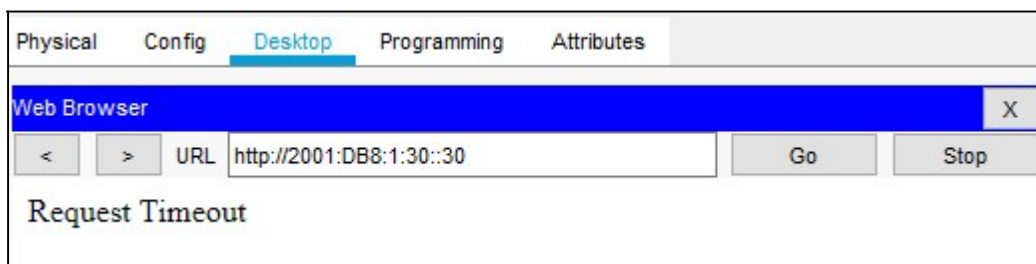 Physical Config Desktop Programming Attributes
Web Browser X
< > URL http://2001:DB8:1:30::30 Go Stop
Request Timeout